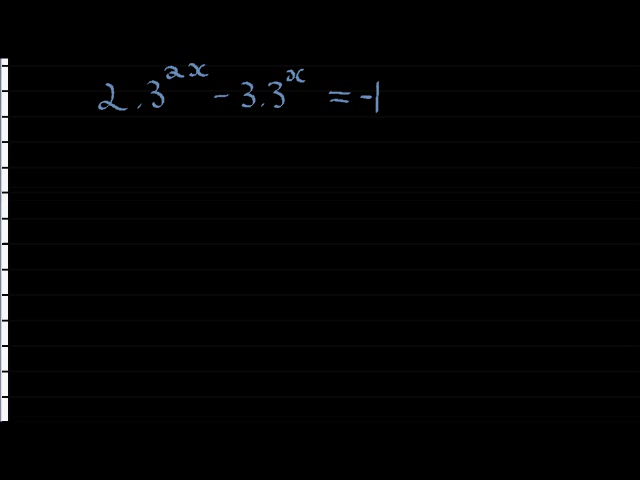 2 . 3^{2x} - 3 . 3^{x} = -1